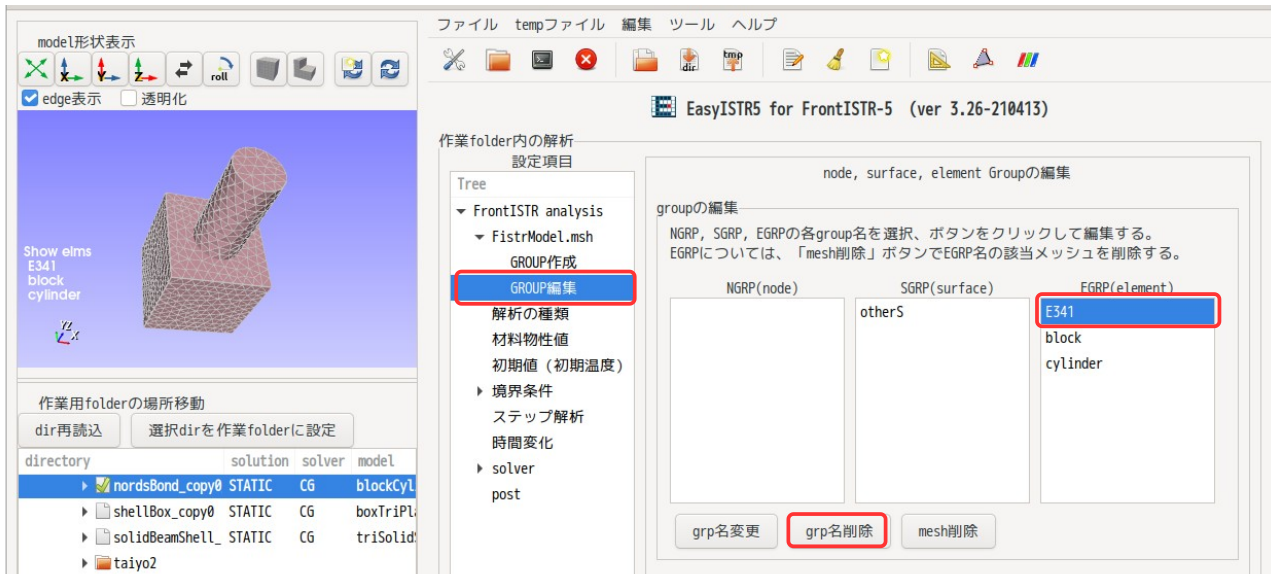 model形状表示
roll
edge表示 透明化
Show elms
E341
block
cylinder
作業用folderの場所移動
dir再読込 選択dirを作業folderに設定
directory solution solver model
nordsBond_copy0 STATIC CG blockCyl
shellBox_copy0 STATIC CG boxTriPl
solidBeamShell_ STATIC CG triSolid
taiyo2
ファイル tempファイル 編集 ツール ヘルプ
dir tmp
EasyISTR5 for FrontISTR-5 (ver 3.26-210413)
作業folder内の解析
設定項目
Tree
FrontISTR analysis
FistrModel.msh
GROUP作成
GROUP編集
解析の種類
材料物性値
初期値（初期温度）
境界条件
ステップ解析
時間変化
solver
post
node, surface, element Groupの編集
groupの編集
NGRP, SGRP, EGRPの各group名を選択、ボタンをクリックして編集する。
EGRPについては、「mesh削除」ボタンでEGRP名の該当メッシュを削除する。
NGRP(node) SGRP(surface) EGRP(element)
otherS E341
block
cylinder
grp名変更 grp名削除 mesh削除